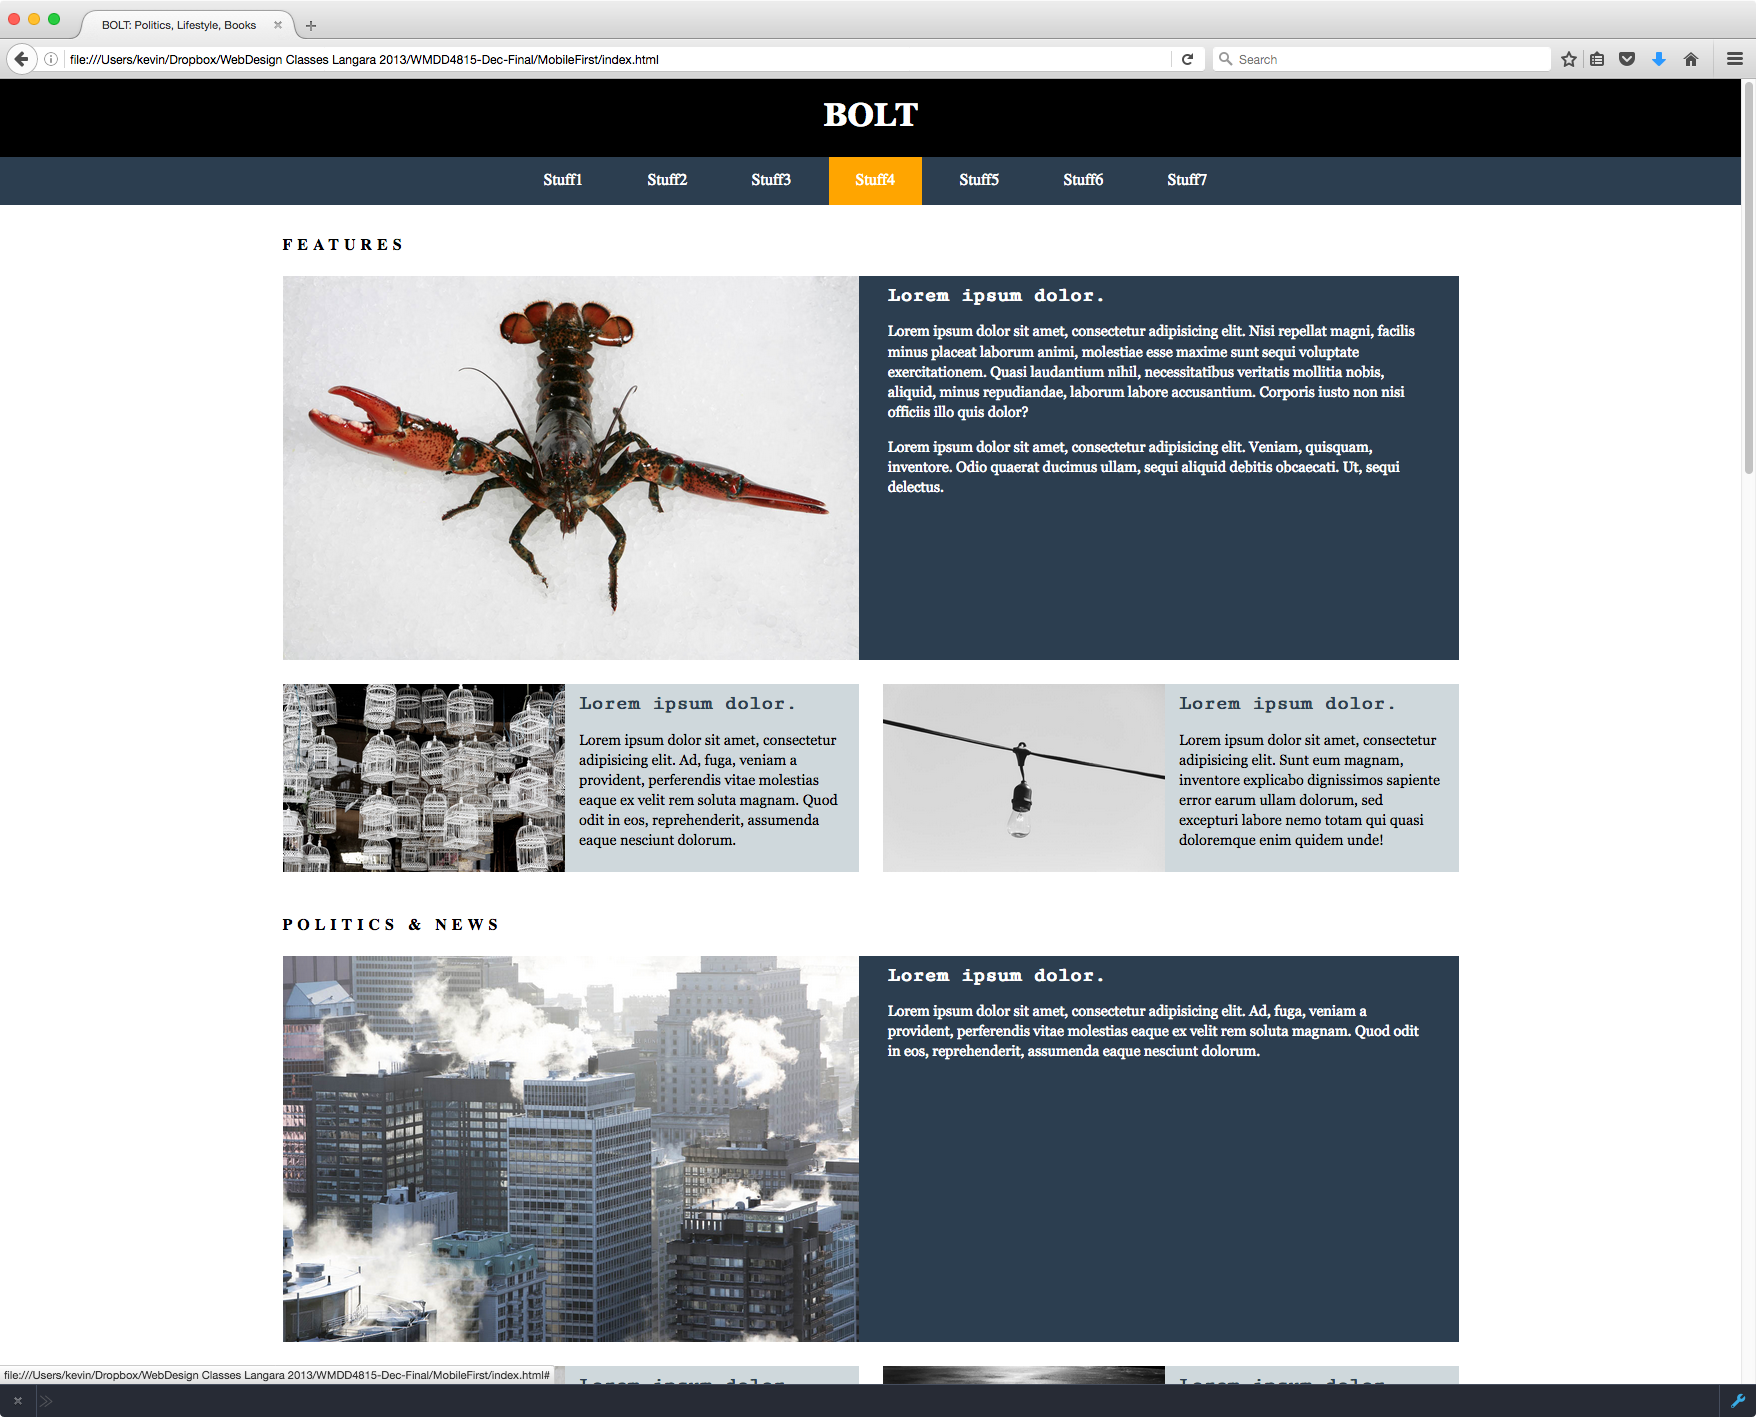 BOLT: Politics, Lifestyle, Books
file:///Users/kevin/Dropbox/WebDesign Classes Langara 2013/WMDD4815-Dec-Final/MobileFirst/index.html
Search
BOLT
Stuff1 Stuff2 Stuff3 Stuff4 Stuff5 Stuff6 Stuff7
FEATURES
Lorem ipsum dolor.
Lorem ipsum dolor sit amet, consectetur adipisicing elit. Nisi repellat magni, facilis
minus placeat laborum animi, molestiae esse maxime sunt sequi voluptate
exercitationem. Quasi laudantium nihil, necessitatibus veritatis mollitia nobis,
aliquid, minus repudiandae, laborum labore accusantium. Corporis iusto non nisi
officiis illo quis dolor?
Lorem ipsum dolor sit amet, consectetur adipisicing elit. Veniam, quisquam,
inventore. Odio quaerat ducimus ullam, sequi aliquid debitis obcaecati. Ut, sequi
delectus.
Lorem ipsum dolor.
Lorem ipsum dolor sit amet, consectetur
adipisicing elit. Ad, fuga, veniam a
provident, perferendis vitae molestias
eaque ex velit rem soluta magnam. Quod
odit in eos, reprehenderit, assumenda
eaque nesciunt dolorum.
Lorem ipsum dolor.
Lorem ipsum dolor sit amet, consectetur
adipisicing elit. Sunt eum magnam,
inventore explicabo dignissimos sapiente
error earum ullam dolorum, sed
excepturi labore nemo totam qui quasi
doloremque enim quidem unde!
POLITICS & NEWS
Lorem ipsum dolor.
Lorem ipsum dolor sit amet, consectetur adipisicing elit. Ad, fuga, veniam a
provident, perferendis vitae molestias eaque ex velit rem soluta magnam. Quod odit
in eos, reprehenderit, assumenda eaque nesciunt dolorum.
Lorem ipsum dolor.
Lorem ipsum dolor.
file:///Users/kevin/Dropbox/WebDesign Classes Langara 2013/WMDD4815-Dec-Final/MobileFirst/index.html#